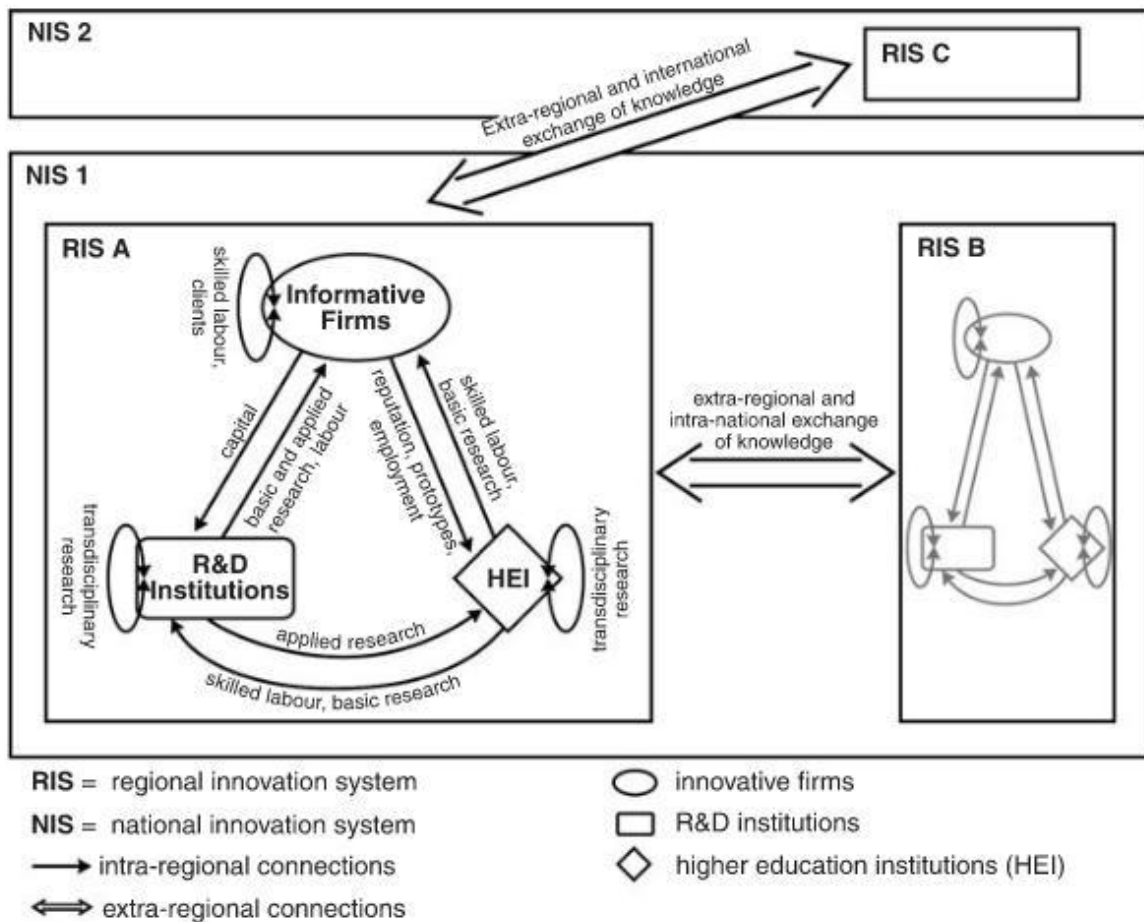 NIS 2
RIS C
Extra-regional and international
exchange of knowledge
NIS 1
RIS A
skilled labour,
clients
Informative
Firms
capital
basic and applied
research, labour
reputation, prototypes,
employment
skilled labour,
basic research
transdisciplinary
research
R&D
Institutions
HEI
transdisciplinary
research
applied research
skilled labour, basic research
extra-regional and
intra-national exchange
of knowledge
RIS B
RIS = regional innovation system
NIS = national innovation system
intra-regional connections
extra-regional connections
innovative firms
R&D institutions
higher education institutions (HEI)